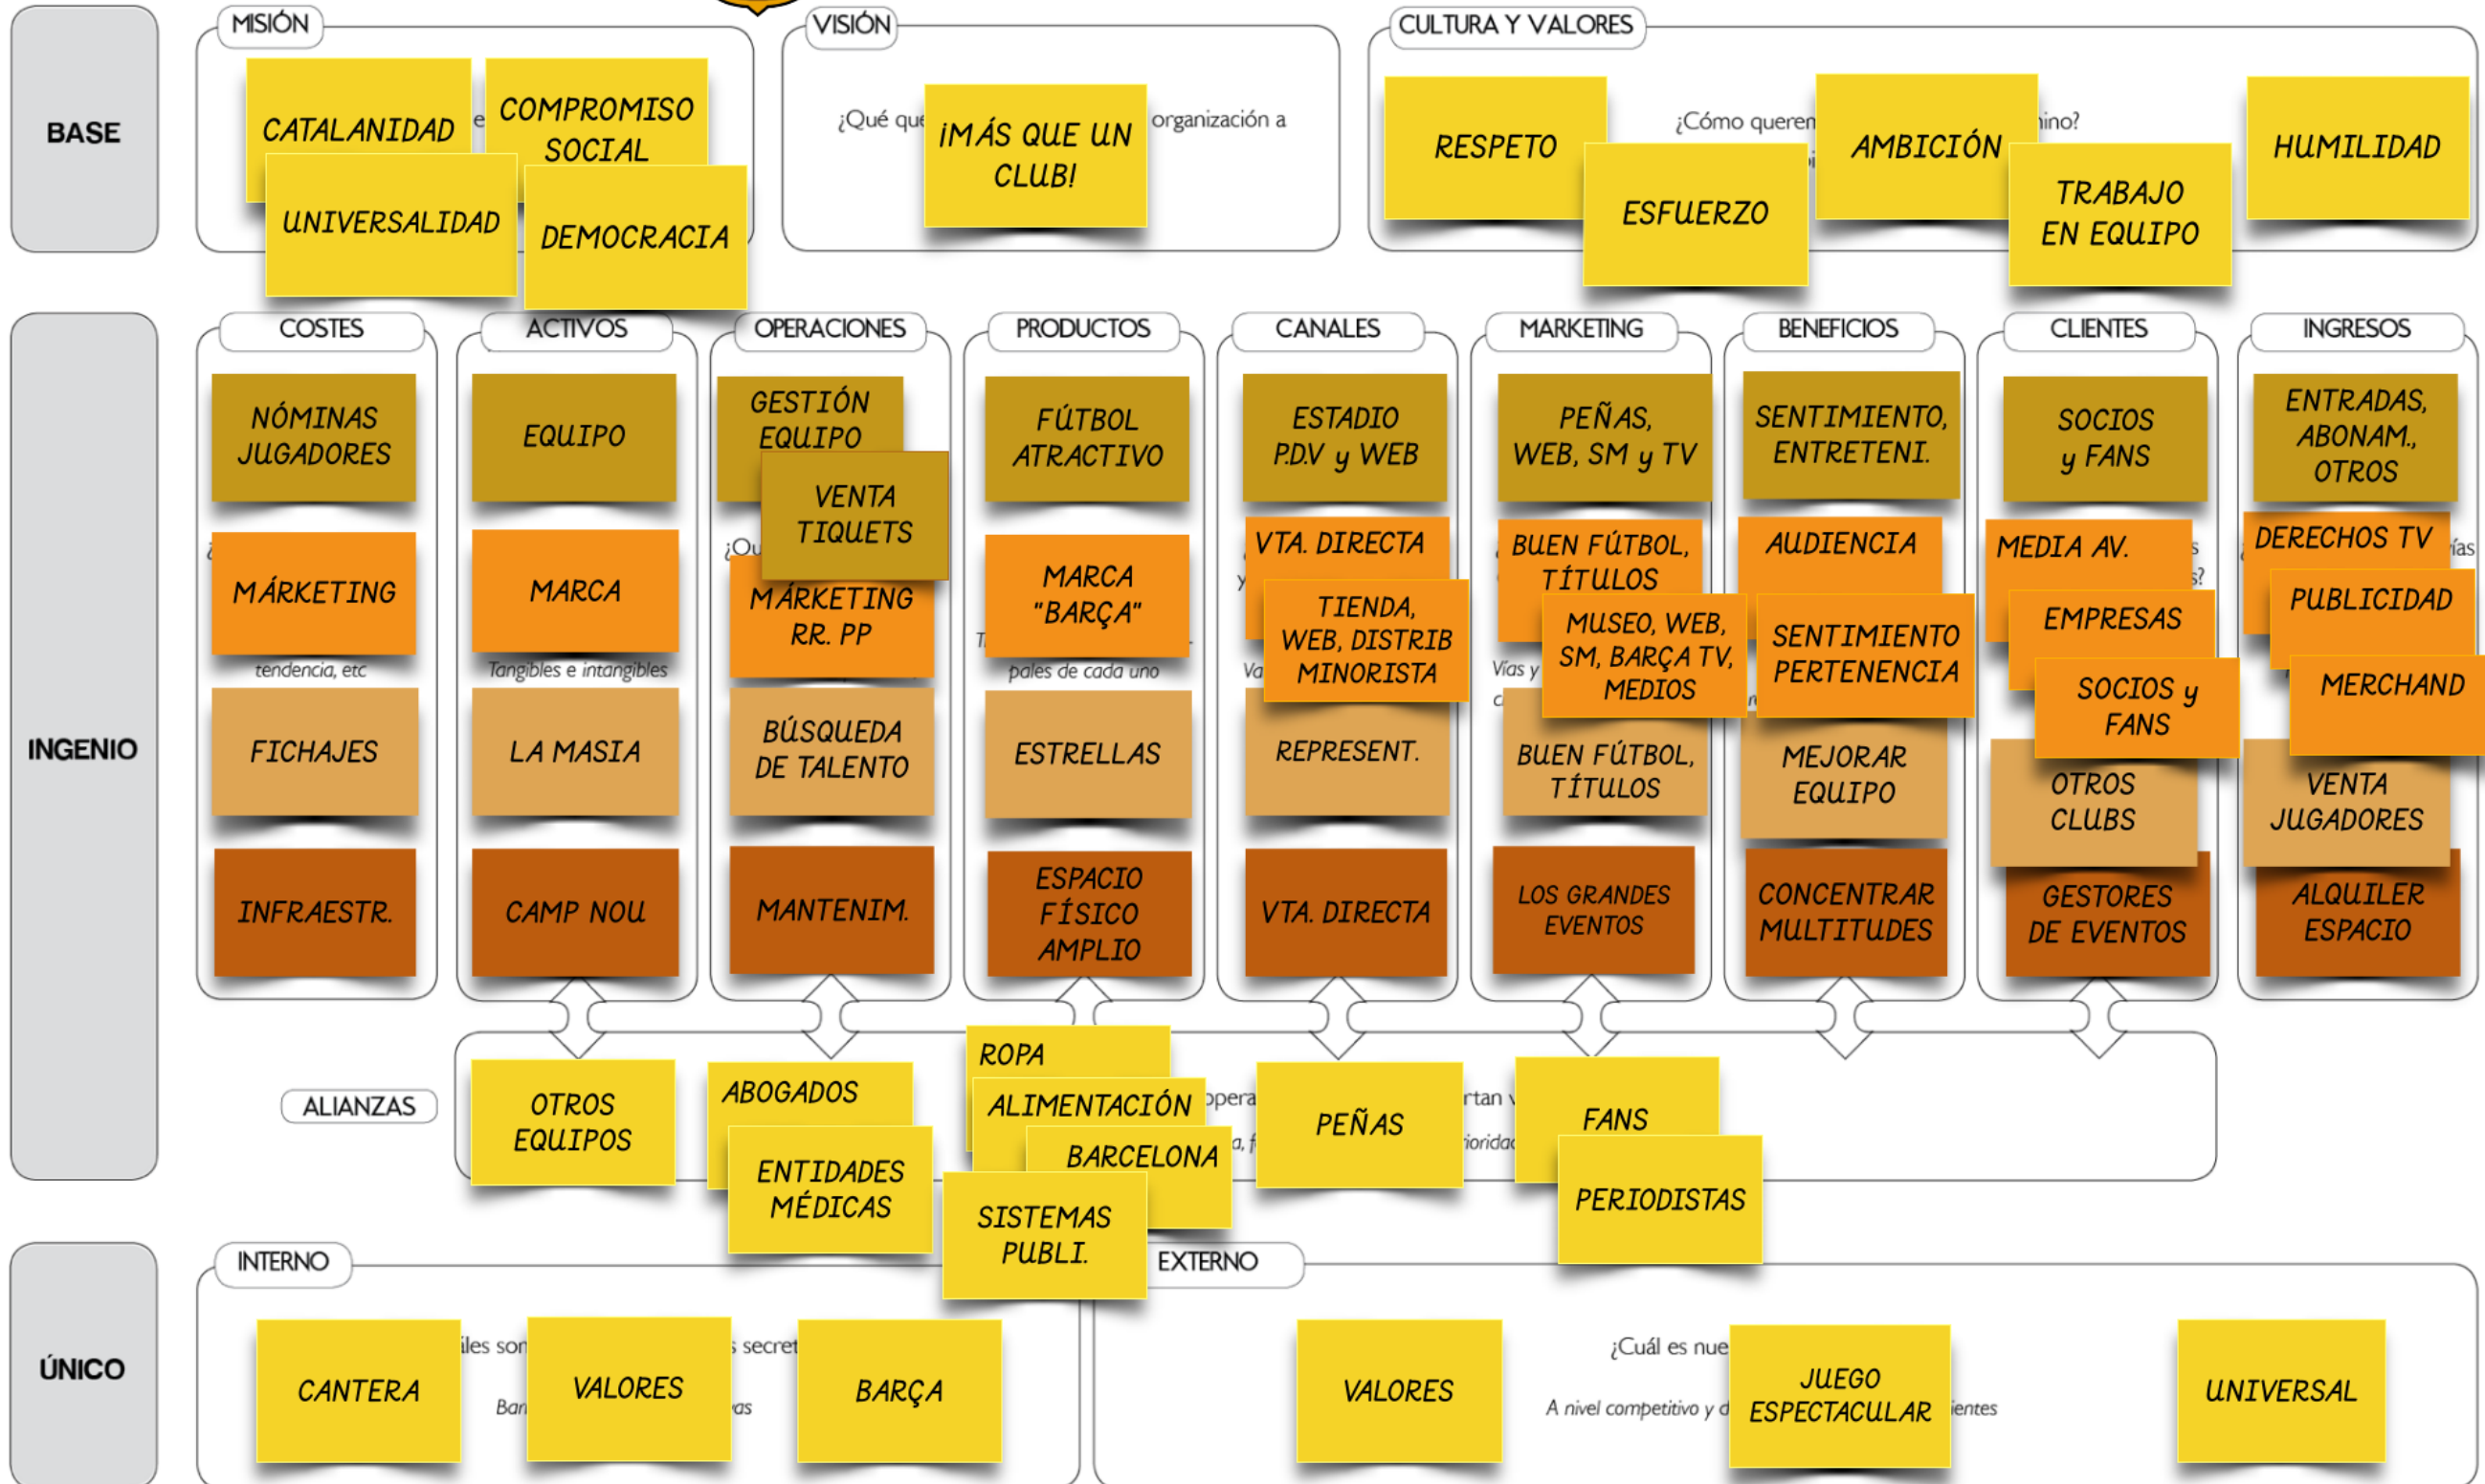 MISIÓN
VISIÓN
CULTURA Y VALORES
BASE
CATALANIDAD
COMPROMISO
SOCIAL
UNIVERSALIDAD
DEMOCRACIA
¿Qué
organización a
¡MÁS QUE UN
CLUB!
¿Cómo
RESPETO
ESFUERZO
AMBICIÓN
TRABAJO
EN EQUIPO
HUMILDAD
INGENIO
COSTES
ACTIVOS
OPERACIONES
PRODUCTOS
CANALES
MARKETING
BENEFICIOS
CLIENTES
INGRESOS
NÓMINAS
JUGADORES
EQUIPO
GESTIÓN
EQUIPO
VENTA
TIQUETS
FÚTBOL
ATRACTIVO
ESTADIO
P.D.V y WEB
PEÑAS,
WEB, SM y TV
SENTIMIENTO,
ENTRETENI.
SOCIOS
y FANS
ENTRADAS,
ABONAM.,
OTROS
MÁRKETING
tendencia, etc
MARCA
Tangibles e intangibles
MÁRKETING
RR. PP
MARCA
"BARÇA"
pales de cada uno
VTA. DIRECTA
TIENDA,
WEB, DISTRIB
MINORISTA
BUEN FÚTBOL,
TÍTULOS
MUSEO, WEB,
SM, BARÇA TV,
MEDIOS
Vías y
AUDIENCIA
SENTIMIENTO
PERTENENCIA
MEDIA AV.
EMPRESAS
SOCIOS y
FANS
DERECHOS TV
PUBLICIDAD
MERCHAND
FICHAJES
LA MASIA
BÚSQUEDA
DE TALENTO
ESTRELLAS
REPRESENT.
BUEN FÚTBOL,
TÍTULOS
MEJORAR
EQUIPO
OTROS
CLUBS
VENTA
JUGADORES
INFRAESTR.
CAMP NOU
MANTENIM.
ESPACIO
FÍSICO
AMPLIO
VTA. DIRECTA
LOS GRANDES
EVENTOS
CONCENTRAR
MULTITUDES
GESTORES
DE EVENTOS
ALQUILER
ESPACIO
ALIANZAS
OTROS
EQUIPOS
ABOGADOS
ENTIDADES
MÉDICAS
ROPA
ALIMENTACIÓN
BARCELONA
SISTEMAS
PUBLI.
PEÑAS
FANS
PERIODISTAS
ÚNICO
INTERNO
CANTERA
VALORES
BARÇA
EXTERNO
¿Cuál es
A nivel competitivo y
VALORES
JUEGO
ESPECTACULAR
UNIVERSAL